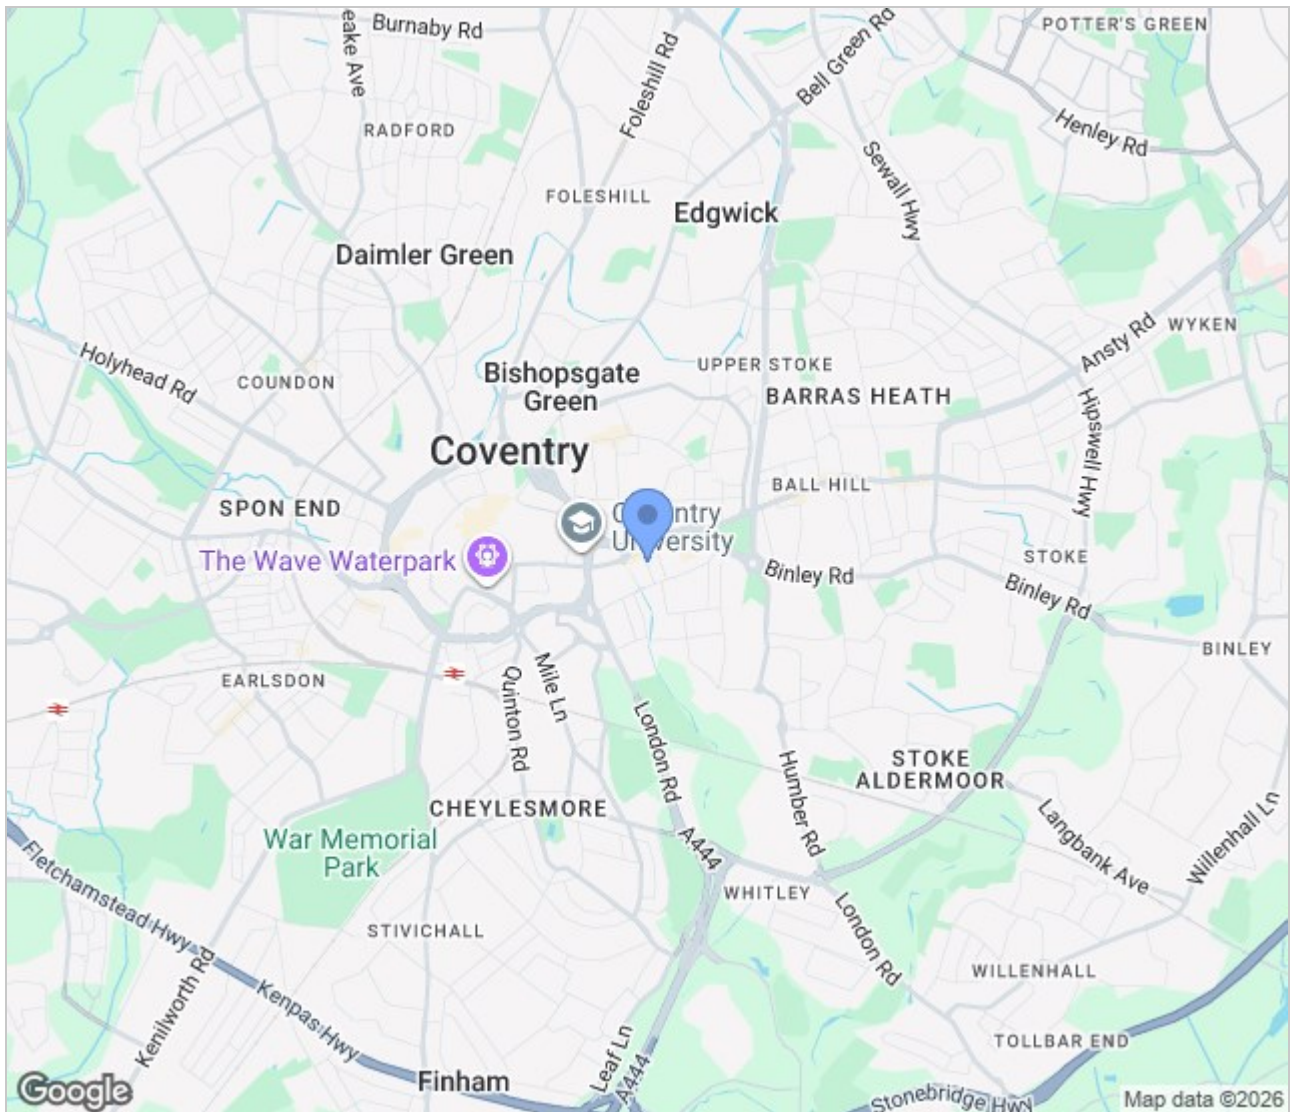 Burnaby Rd
eake Ave
Foleshill Rd
Bell Green Rd
POTTER'S GREEN
RADFORD
Henley Rd
Sewall Hwy
FOLESHILL
Edgwick
Daimler Green
WYKEN
Ansty Rd
Holyhead Rd
COUNDON
Bishopsgate
Green
UPPER STOKE
BARRAS HEATH
Hipswell Hwy
Coventry
BALL HILL
SPON END
University
The Wave Waterpark
Binley Rd
STOKE
Binley Rd
BINLEY
EARLSDON
Mile Ln
Quinton Rd
London Rd
Humber Rd
STOKE
ALDERMOOR
CHEYLESMORE
War Memorial
Park
A444
Langbank Ave
Willenhall Ln
Fletchamstead Hwy
WHITLEY
STIVICHALL
London Rd
Kenilworth Rd
Kenpas Hwy
WILLENHALL
TOLLBAR END
Leaf Ln
A444
Finham
Stonebridge Hwy
Google
Map data ©2026